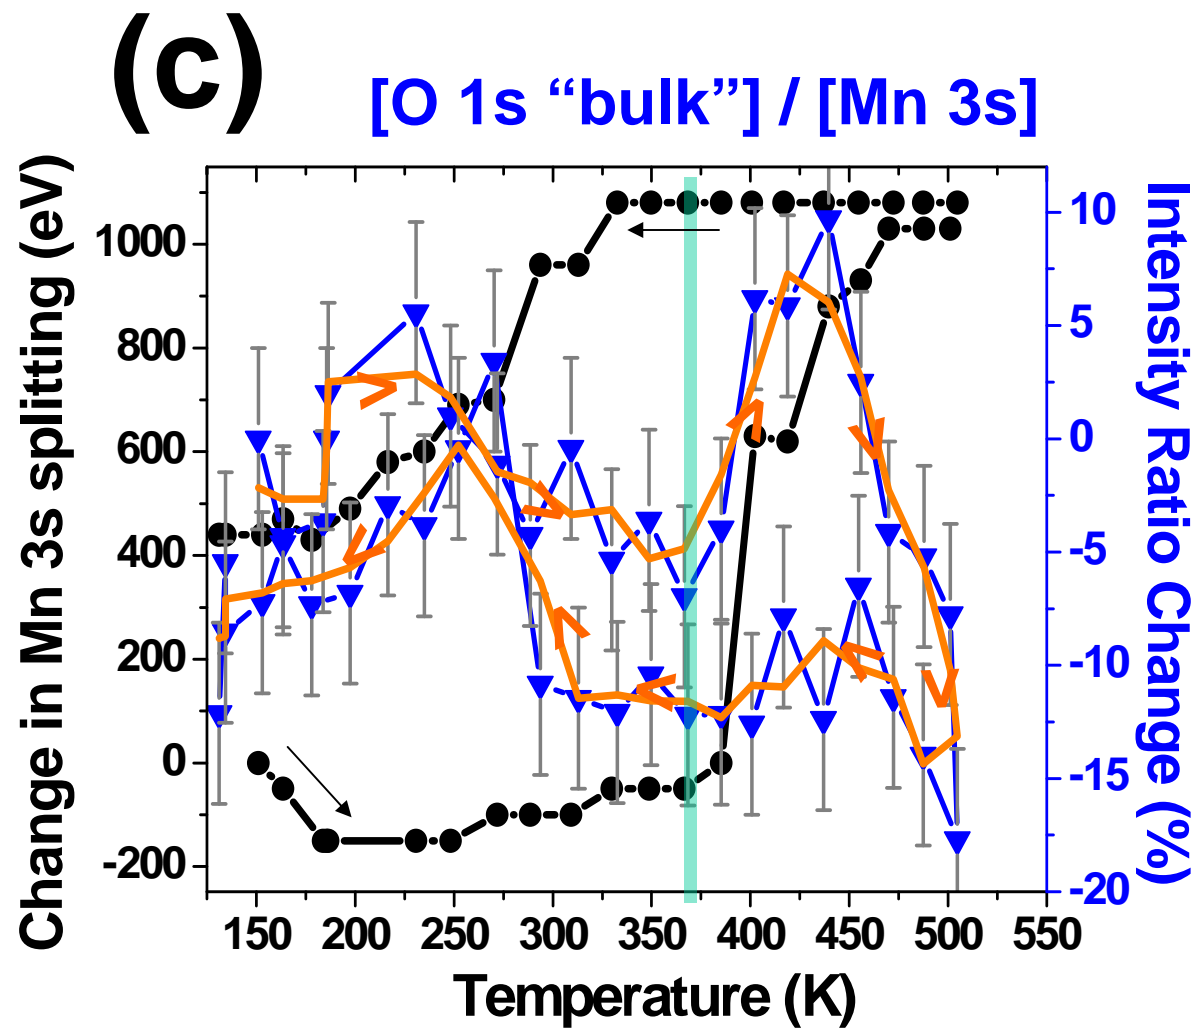 (c)
[O 1s “bulk”] / [Mn 3s]
Change in Mn 3s splitting (eV)
1000
800
600
400
200
0
-200
10
5
0
-5
-10
-15
-20
Intensity Ratio Change (%)
150 200 250 300 350 400 450 500 550
Temperature (K)